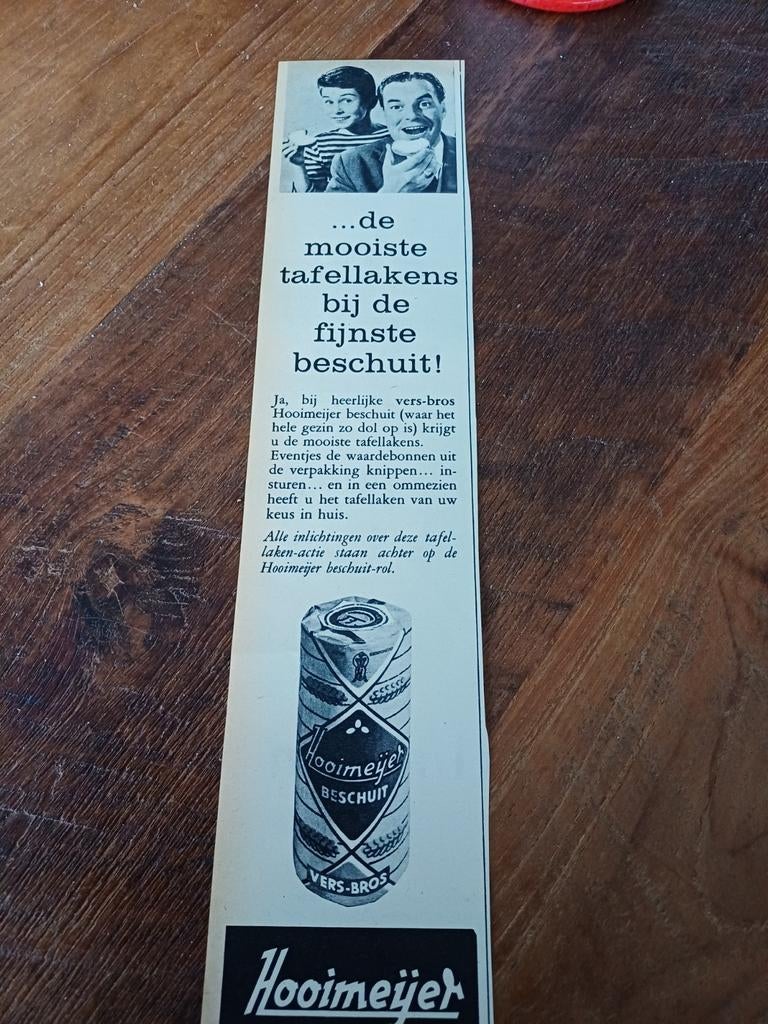 ...de
mooiste
tafellakens
bij de
fijnste
beschuit!
Ja, bij heerlijke vers-bros
Hooimeijer beschuit (waar het
hele gezin zo dol op is) krijgt
u de mooiste tafellakens.
Eventjes de waardebonnen uit
de verpakking knippen... in-
sturen... en in een ommezien
heeft u het tafellaken van uw
keus in huis.
Alle inlichtingen over deze tafel-
laken-actie staan achter op de
Hooimeijer beschuit-rol.
Hooimeijer
BESCHUIT
VERS-BROS
Hooimeijer